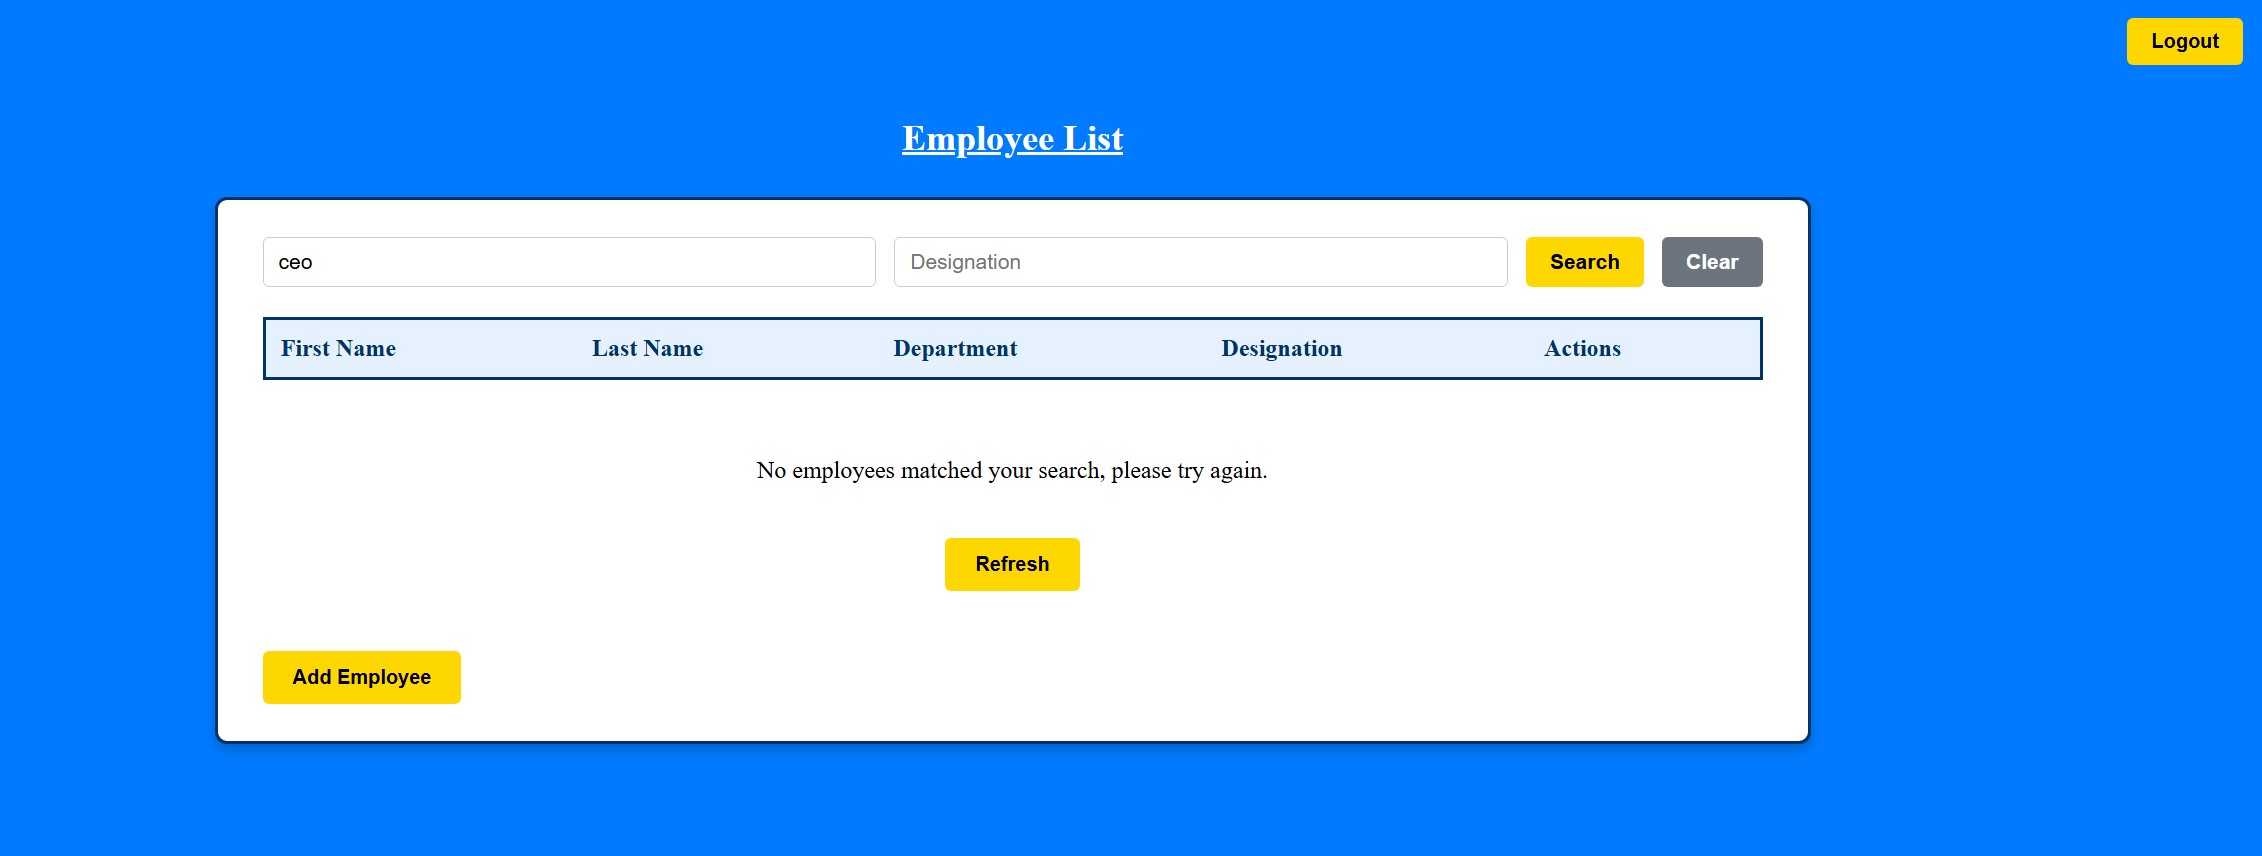 Logout
Employee List
ceo Designation Search Clear
First Name Last Name Department Designation Actions
No employees matched your search, please try again.
Refresh
Add Employee